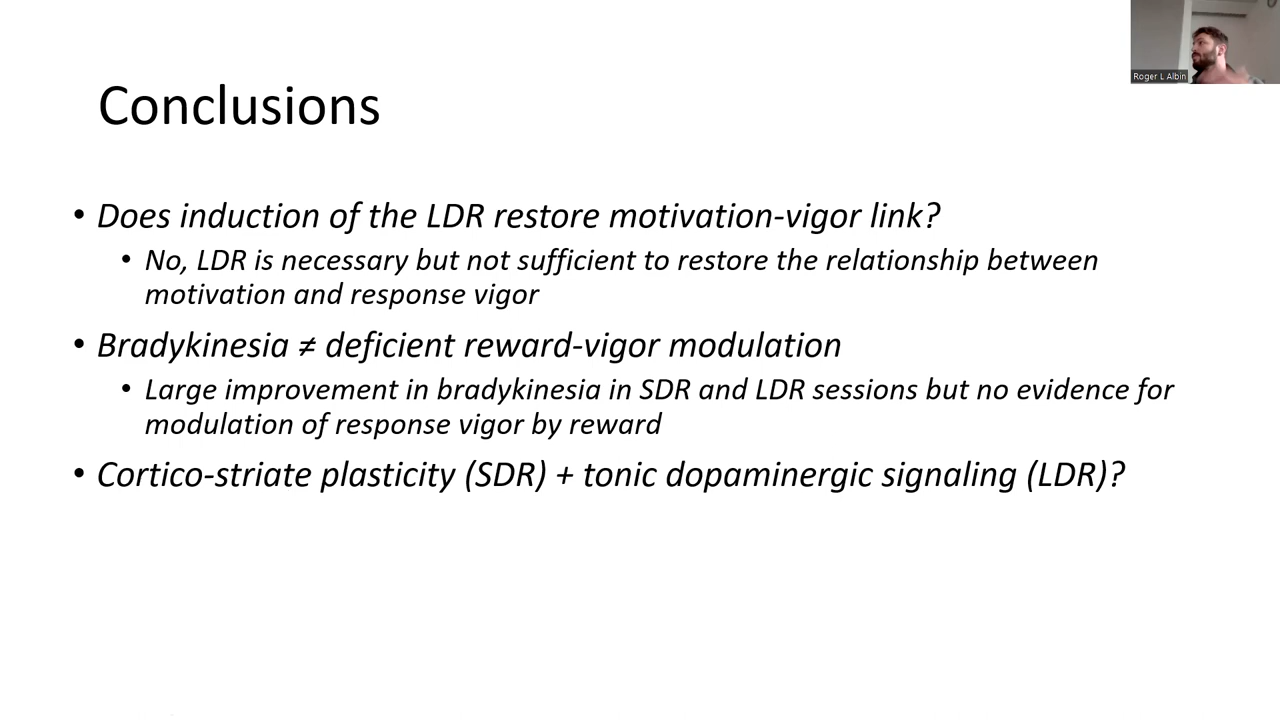 Roger L Albin
Conclusions
• Does induction of the LDR restore motivation-vigor link?
• No, LDR is necessary but not sufficient to restore the relationship between
motivation and response vigor
• Bradykinesia ≠ deficient reward-vigor modulation
• Large improvement in bradykinesia in SDR and LDR sessions but no evidence for
modulation of response vigor by reward
• Cortico-striate plasticity (SDR) + tonic dopaminergic signaling (LDR)?